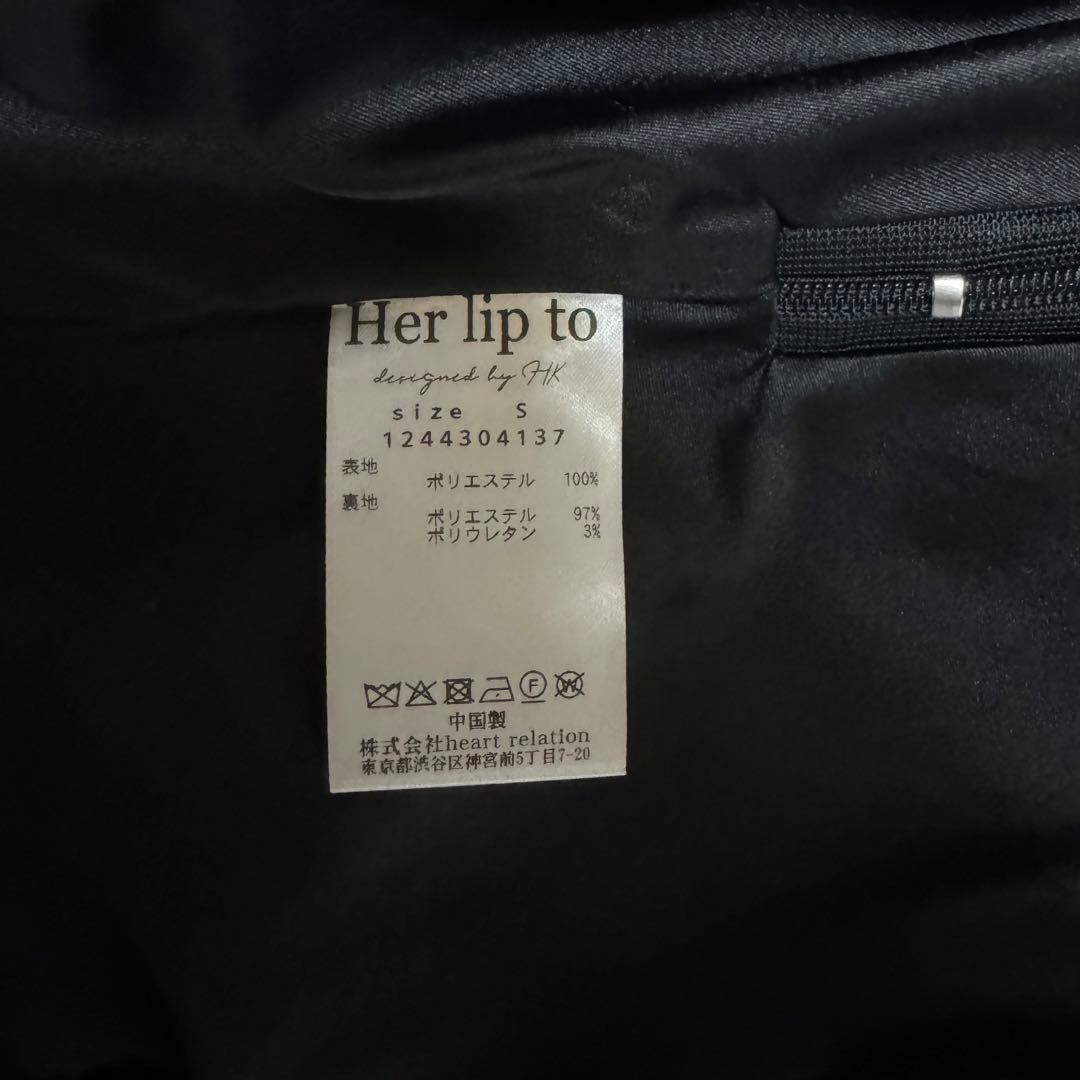 Her lip to
designed by HK
size S
1244304137
表地
ポリエステル 100%
裏地
ポリエステル 97%
ポリウレタン 3%
F W
中国製
株式会社heart relation
東京都渋谷区神宮前5丁目7-20